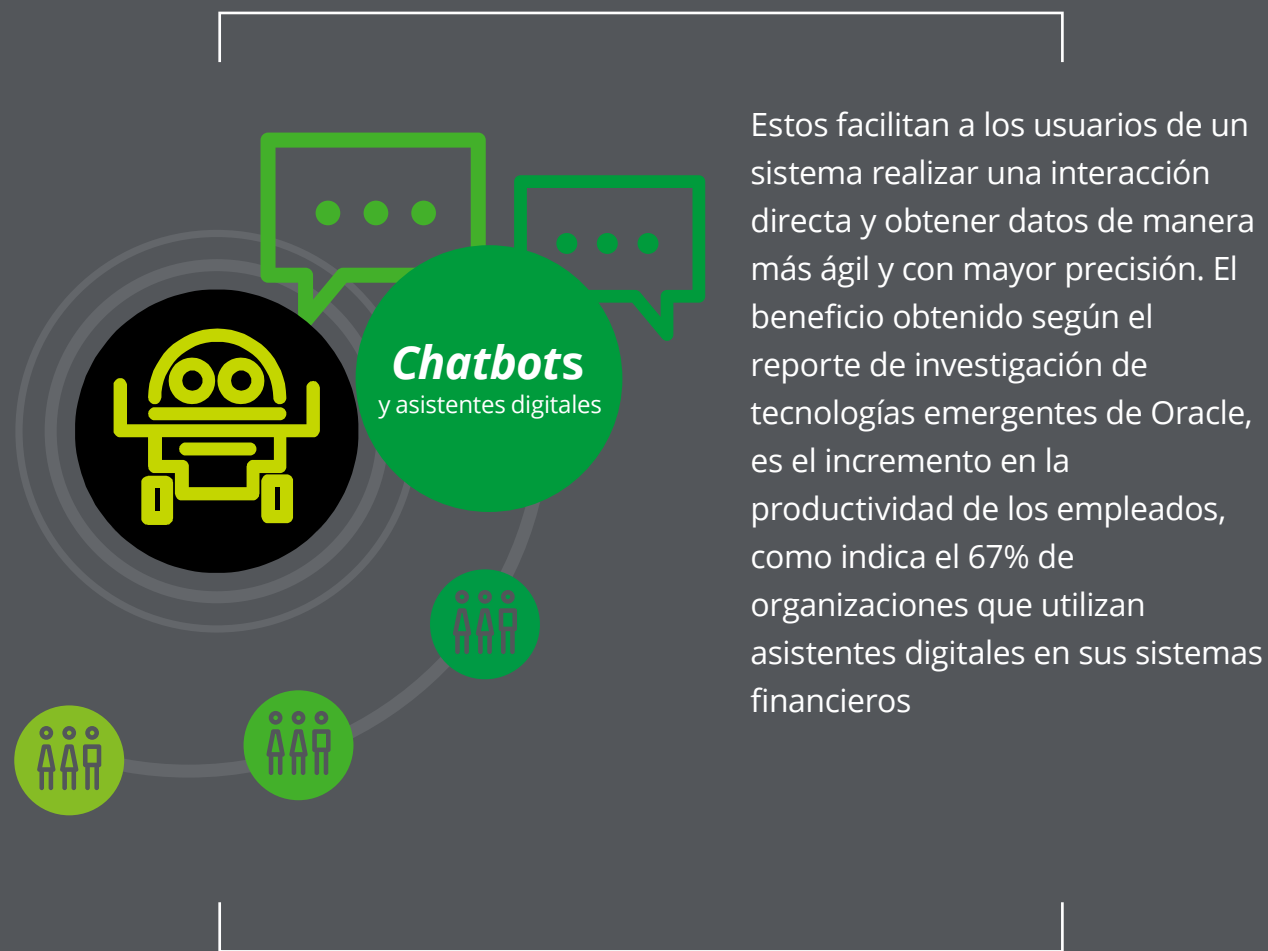 Chatbots
y asistentes digitales
Estos facilitan a los usuarios de un
sistema realizar una interacción
directa y obtener datos de manera
más ágil y con mayor precisión. El
beneficio obtenido según el
reporte de investigación de
tecnologías emergentes de Oracle,
es el incremento en la
productividad de los empleados,
como indica el 67% de
organizaciones que utilizan
asistentes digitales en sus sistemas
financieros